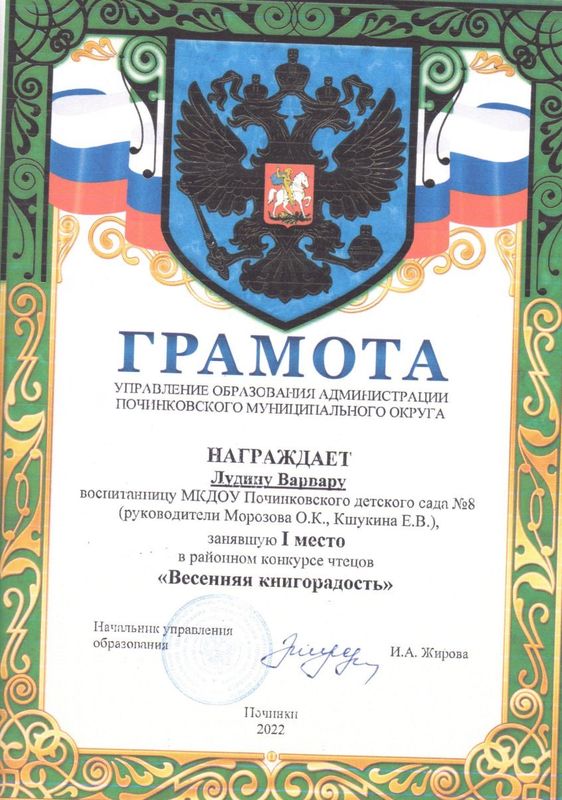 ГРАМОТА
УПРАВЛЕНИЕ ОБРАЗОВАНИЯ АДМИНИСТРАЦИИ
ПОЧИНКОВСКОГО МУНИЦИПАЛЬНОГО ОКРУГА
НАГРАЖДАЕТ
Лудину Варвару
воспитанницу МКДОУ Починковского детского сада №8
(руководители Морозова О.К., Кшукина Е.В.),
занявшую I место
в районном конкурсе чтецов
«Весенняя книгорадость»
Начальник управления
образования
И.А. Жирова
Починки
2022